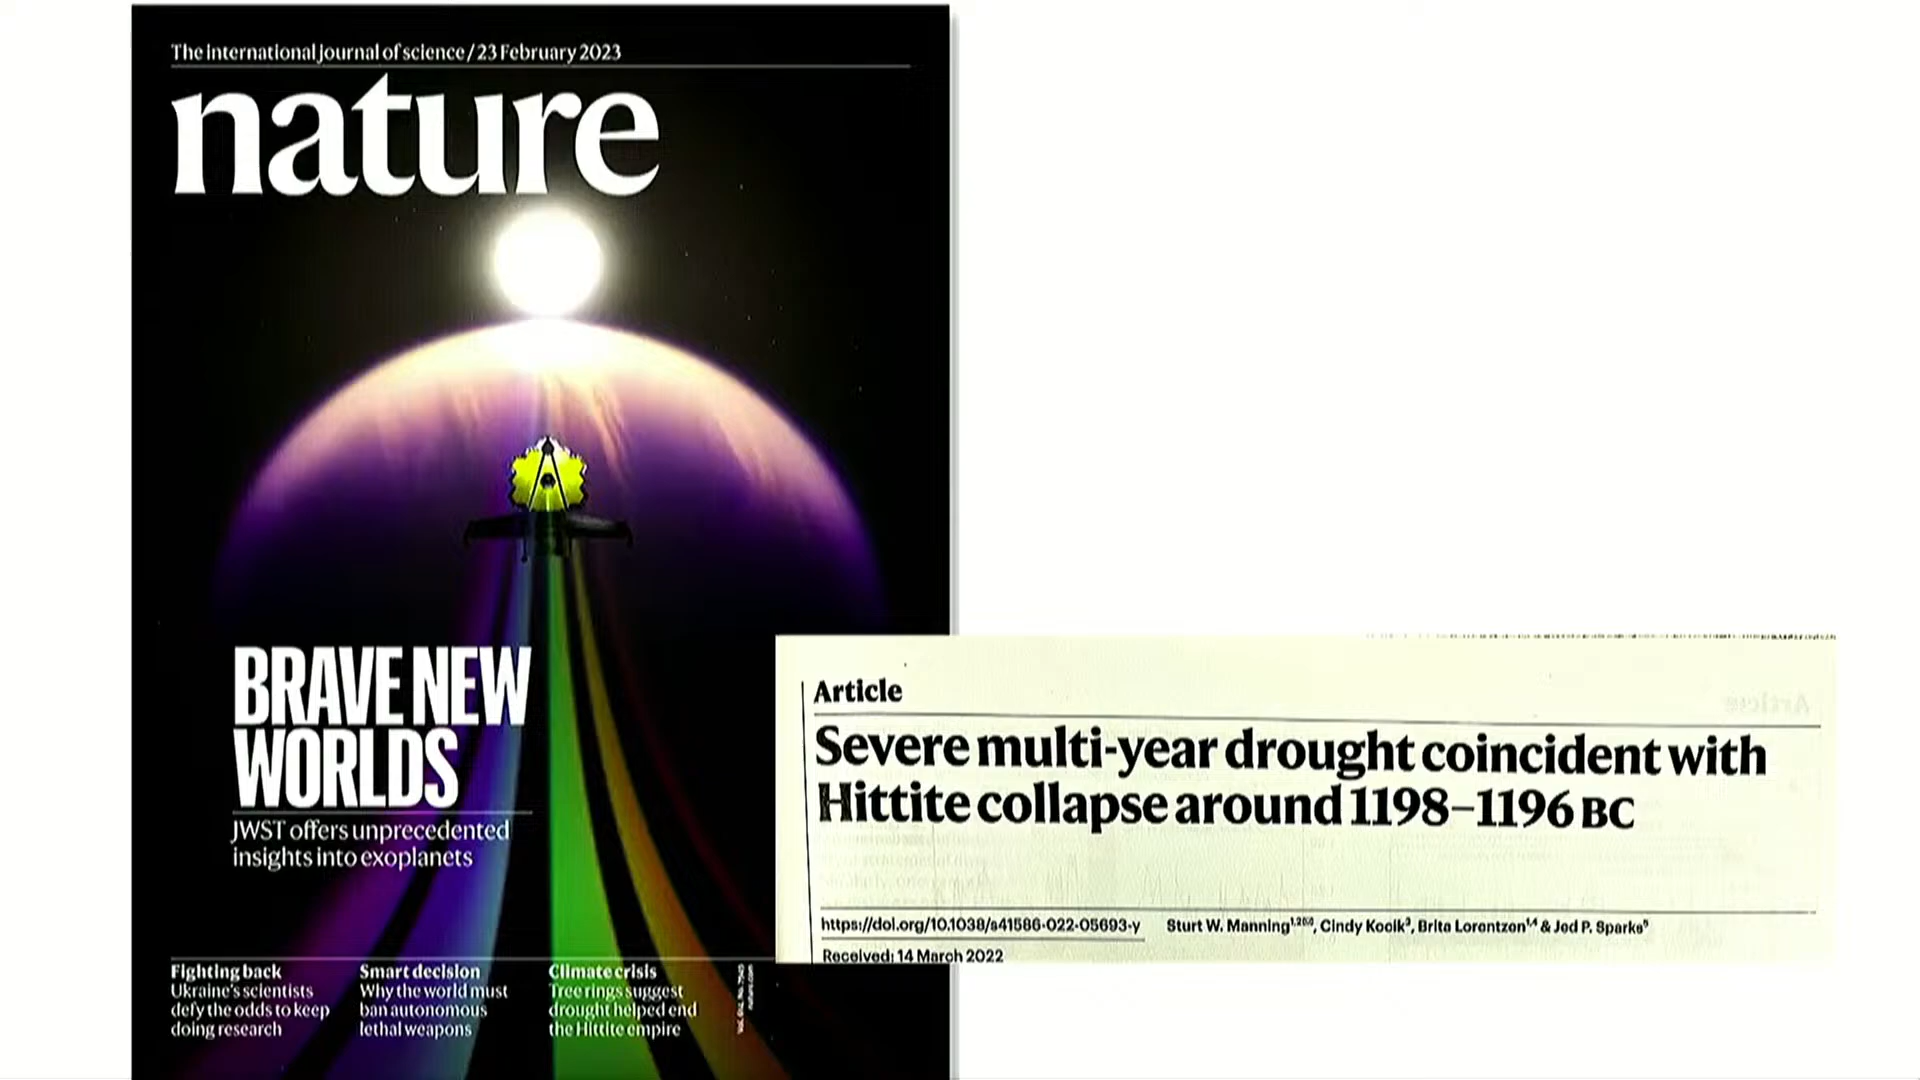 The international journal of science / 23 February 2023
nature
BRAVE NEW
WORLDS
JWST offers unprecedented
insights into exoplanets
Fighting back
Ukraine's scientists
defy the odds to keep
doing research
Smart decision
Why the world must
ban autonomous
lethal weapons
Climate crisis
Tree rings suggest
drought helped end
the Hittite empire
nature.com
Article
Severe multi-year drought coincident with
Hittite collapse around 1198–1196 BC
https://doi.org/10.1038/s41586-022-05693-y
Sturt W. Manning, Cindy Kocik, Brita Lorentzen & Jed P. Sparks
Received: 14 March 2022